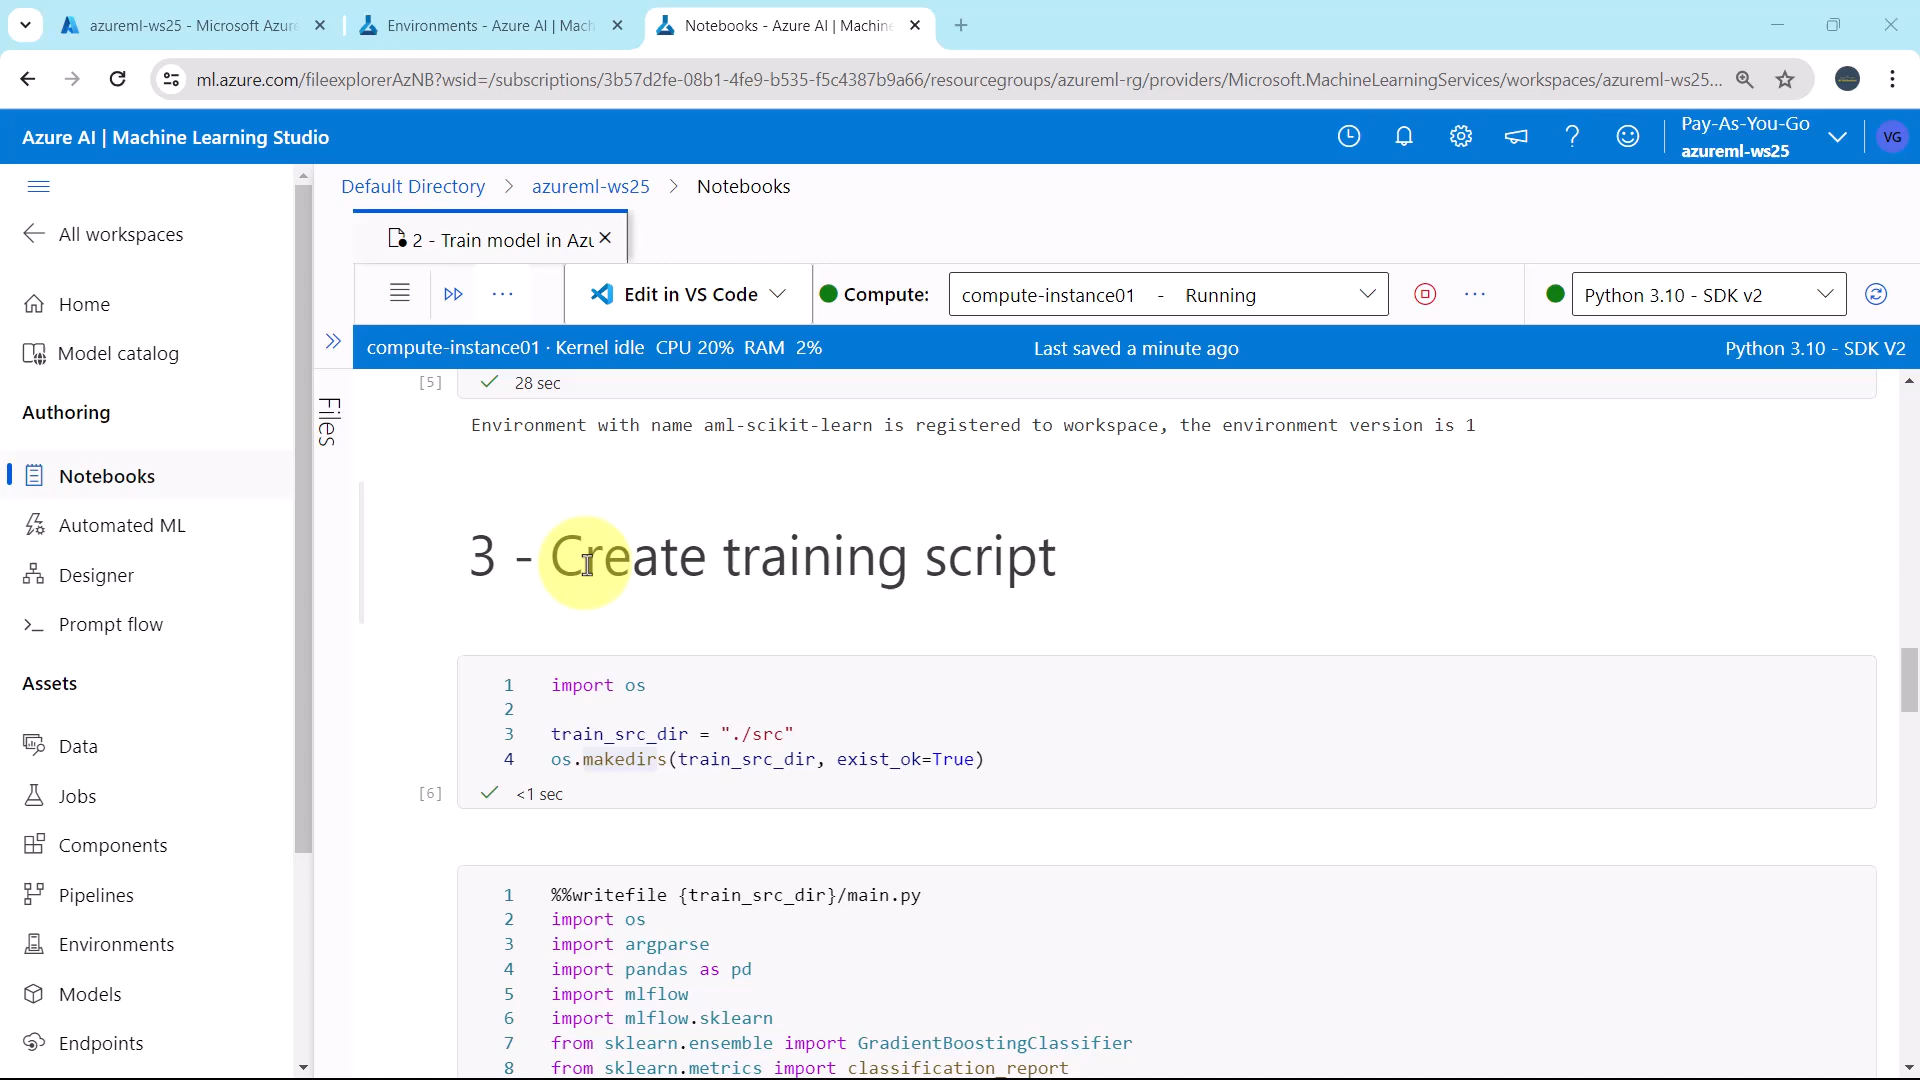 azureml-ws25 - Microsoft Azure
Environments - Azure AI | Mach
Notebooks - Azure AI | Machine
ml.azure.com/fileexplorerAzNB?wsid=/subscriptions/3b57d2fe-08b1-4fe9-b535-f5c4387b9a66/resourcegroups/azureml-rg/providers/Microsoft.MachineLearningServices/workspaces/azureml-ws25...
Azure AI | Machine Learning Studio
Pay-As-You-Go
azureml-ws25
VG
All workspaces
Home
Model catalog
Authoring
Notebooks
Automated ML
Designer
Prompt flow
Assets
Data
Jobs
Components
Pipelines
Environments
Models
Endpoints
Default Directory > azureml-ws25 > Notebooks
2 - Train model in Azu
Edit in VS Code
Compute: compute-instance01 - Running
Python 3.10 - SDK v2
compute-instance01 · Kernel idle CPU 20% RAM 2%
Last saved a minute ago
Python 3.10 - SDK V2
Files
[5] 28 sec
Environment with name aml-scikit-learn is registered to workspace, the environment version is 1
3 - Create training script
1 import os
2
3 train_src_dir = "./src"
4 os.makedirs(train_src_dir, exist_ok=True)
[6] <1 sec
1 %%writefile {train_src_dir}/main.py
2 import os
3 import argparse
4 import pandas as pd
5 import mlflow
6 import mlflow.sklearn
7 from sklearn.ensemble import GradientBoostingClassifier
8 from sklearn.metrics import classification_report